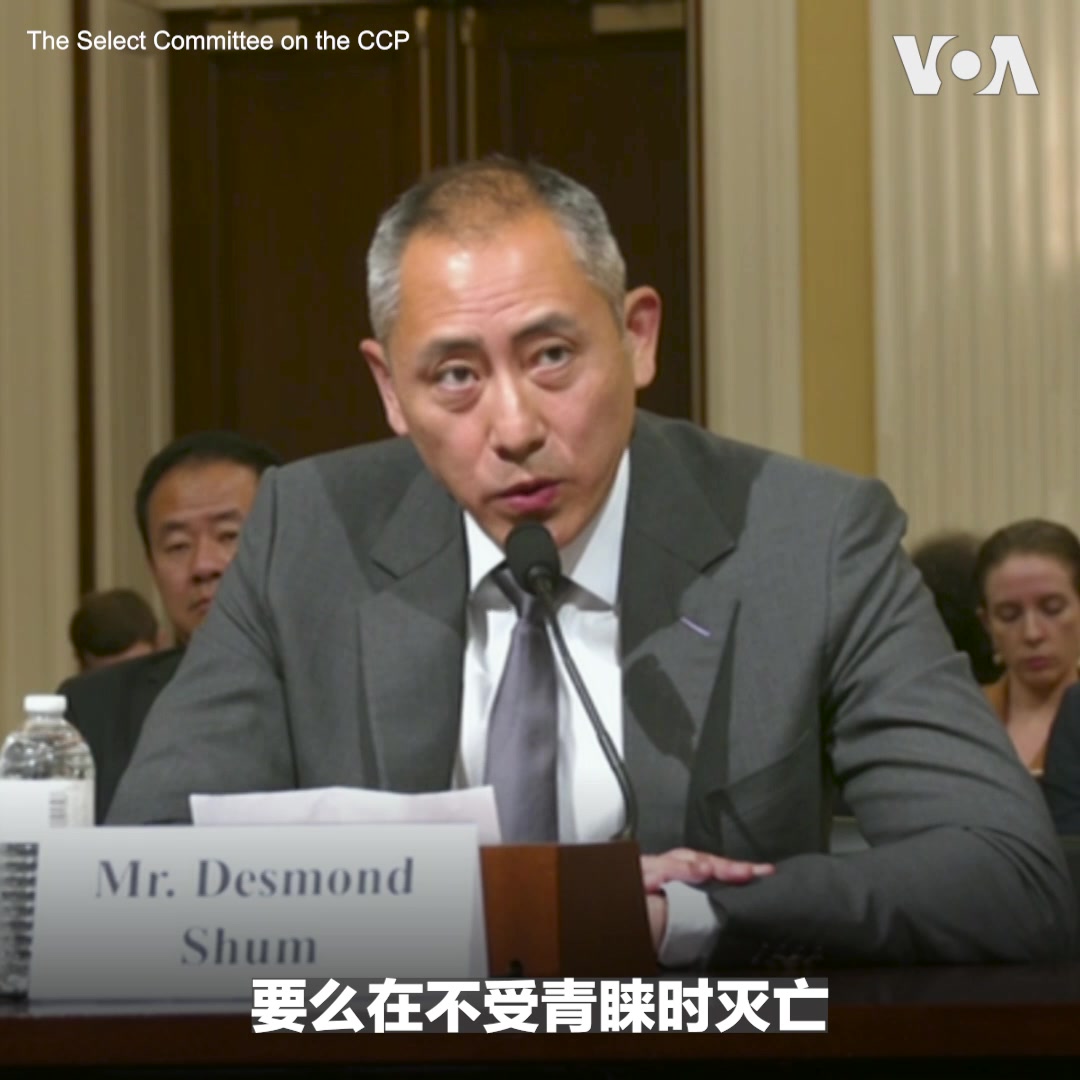 The Select Committee on the CCP
VOA
Mr. Desmond
Shum
要么在不受青睐时灭亡